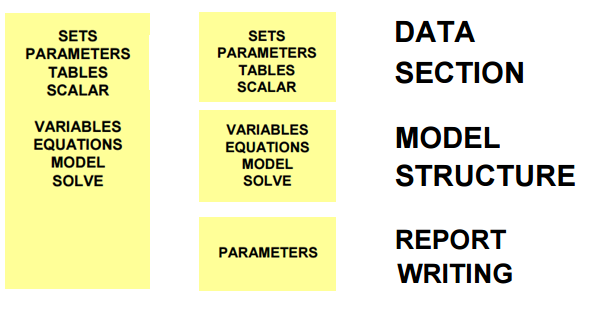 SETS
PARAMETERS
TABLES
SCALAR
VARIABLES
EQUATIONS
MODEL
SOLVE
SETS
PARAMETERS
TABLES
SCALAR
VARIABLES
EQUATIONS
MODEL
SOLVE
PARAMETERS
DATA
SECTION
MODEL
STRUCTURE
REPORT
WRITING